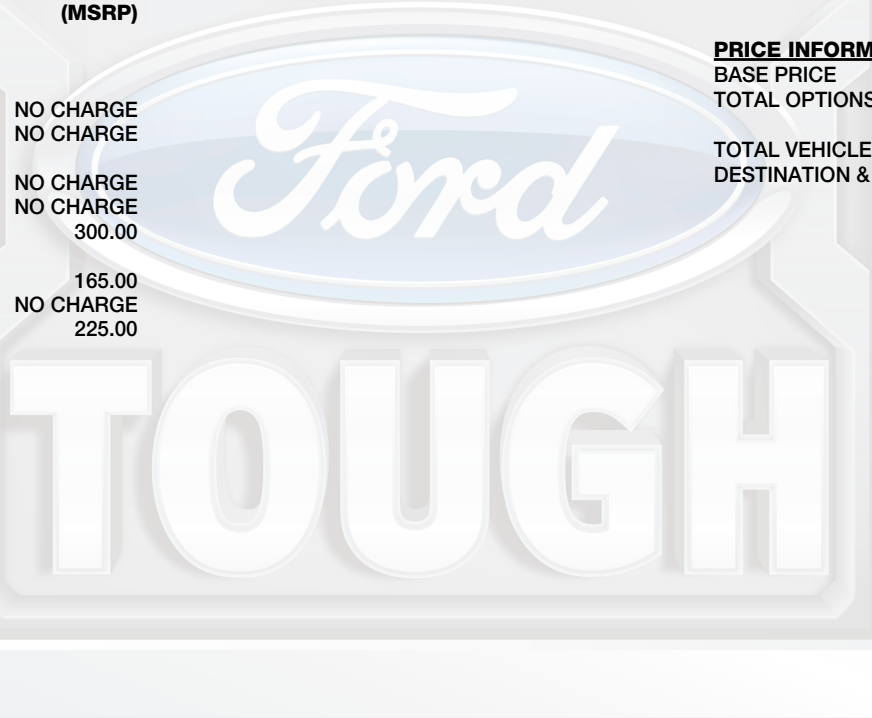 (MSRP)
NO CHARGE
NO CHARGE
NO CHARGE
NO CHARGE
300.00
165.00
NO CHARGE
225.00
PRICE INFORM
BASE PRICE
TOTAL OPTIONS
TOTAL VEHICLE
DESTINATION &
Ford
TOUGH